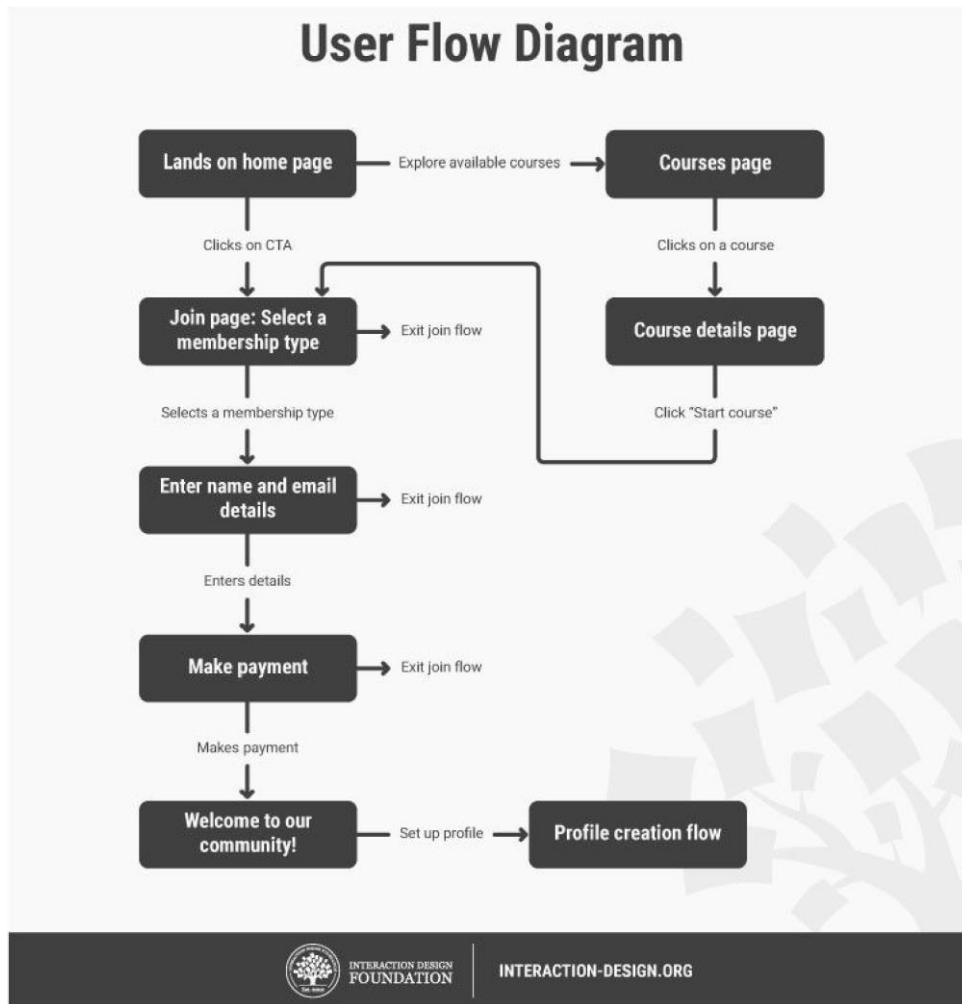 User Flow Diagram
Lands on home page
Explore available courses
Courses page
Clicks on CTA
Clicks on a course
Join page: Select a
membership type
Exit join flow
Course details page
Selects a membership type
Click “Start course”
Enter name and email
details
Exit join flow
Enters details
Make payment
Exit join flow
Makes payment
Welcome to our
community!
Set up profile
Profile creation flow
INTERACTION DESIGN
FOUNDATION
INTERACTION-DESIGN.ORG